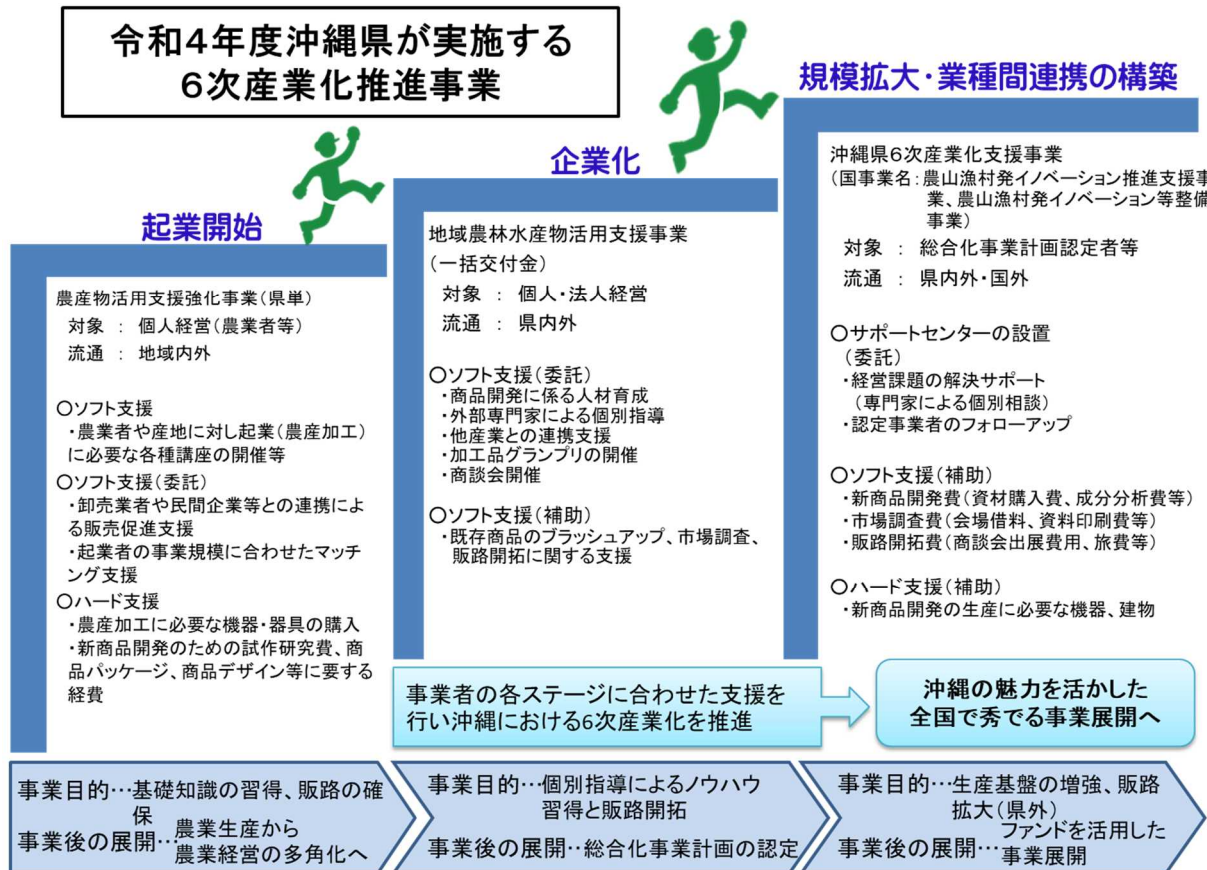 令和4年度沖縄県が実施する
6次産業化推進事業
起業開始
農産物活用支援強化事業(県単)
対象 : 個人経営(農業者等)
流通 : 地域内外
○ソフト支援
・農業者や産地に対し起業(農産加工)
に必要な各種講座の開催等
○ソフト支援(委託)
・卸売業者や民間企業等との連携によ
る販売促進支援
・起業者の事業規模に合わせたマッチ
ング支援
○ハード支援
・農産加工に必要な機器・器具の購入
・新商品開発のための試作研究費、商
品パッケージ、商品デザイン等に要する
経費
企業化
地域農林水産物活用支援事業
(一括交付金)
対象 : 個人・法人経営
流通 : 県内外
○ソフト支援(委託)
・商品開発に係る人材育成
・外部専門家による個別指導
・他産業との連携支援
・加工品グランプリの開催
・商談会開催
○ソフト支援(補助)
・既存商品のブラッシュアップ、市場調査、
販路開拓に関する支援
規模拡大・業種間連携の構築
沖縄県6次産業化支援事業
(国事業名:農山漁村発イノベーション推進支援事
業、農山漁村発イノベーション等整備
事業)
対象 : 総合化事業計画認定者等
流通 : 県内外・国外
○サポートセンターの設置
(委託)
・経営課題の解決サポート
(専門家による個別相談)
・認定事業者のフォローアップ
○ソフト支援(補助)
・新商品開発費(資材購入費、成分分析費等)
・市場調査費(会場借料、資料印刷費等)
・販路開拓費(商談会出展費用、旅費等)
○ハード支援(補助)
・新商品開発の生産に必要な機器、建物
事業者の各ステージに合わせた支援を
行い沖縄における6次産業化を推進
沖縄の魅力を活かした
全国で秀でる事業展開へ
事業目的…基礎知識の習得、販路の確
保
事業後の展開…農業生産から
農業経営の多角化へ
事業目的…個別指導によるノウハウ
習得と販路開拓
事業後の展開‥総合化事業計画の認定
事業目的…生産基盤の増強、販路
拡大(県外)
事業後の展開…ファンドを活用した
事業展開